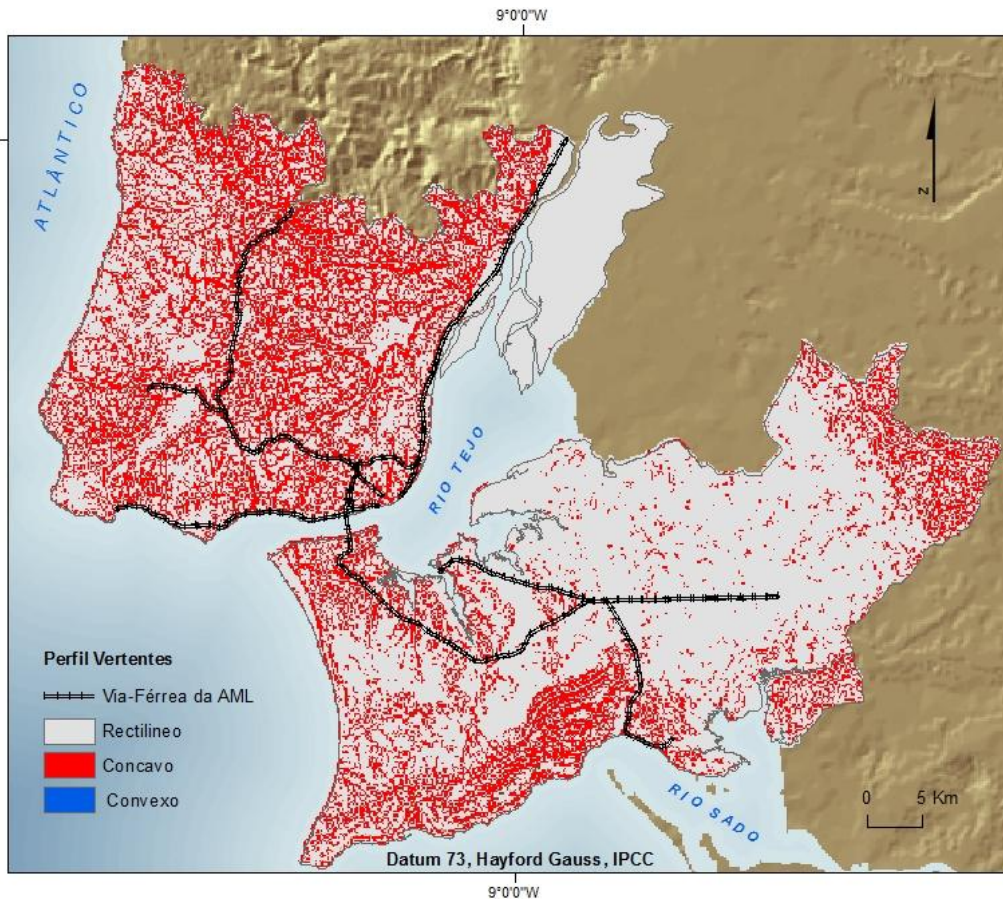 9°0'0"W
ATLÂNTICO
N
RIO TEJO
Perfil Vertentes
Via-Férrea da AML
Rectilineo
Concavo
Convexo
0 5 Km
RIO SADO
Datum 73, Hayford Gauss , IPCC
9°0'0"W